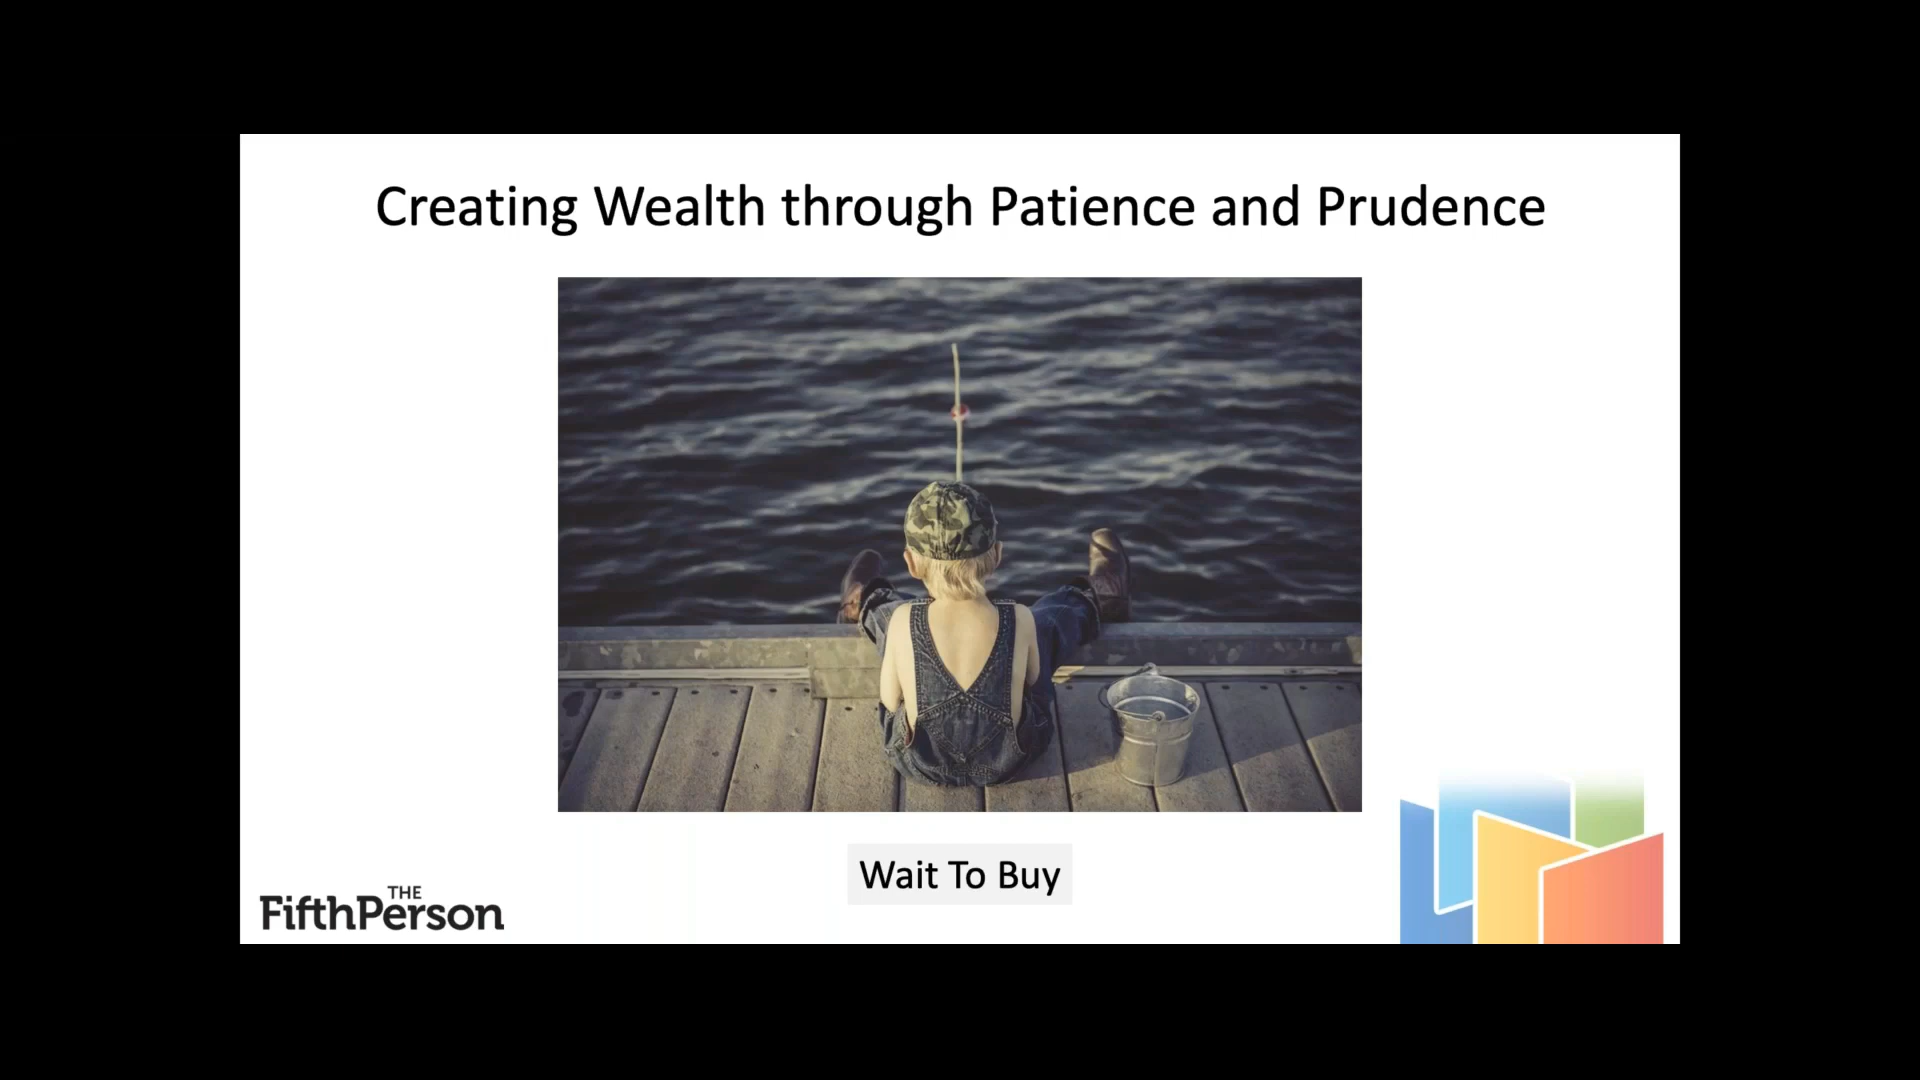 Creating Wealth through Patience and Prudence
Wait To Buy
THE
FifthPerson